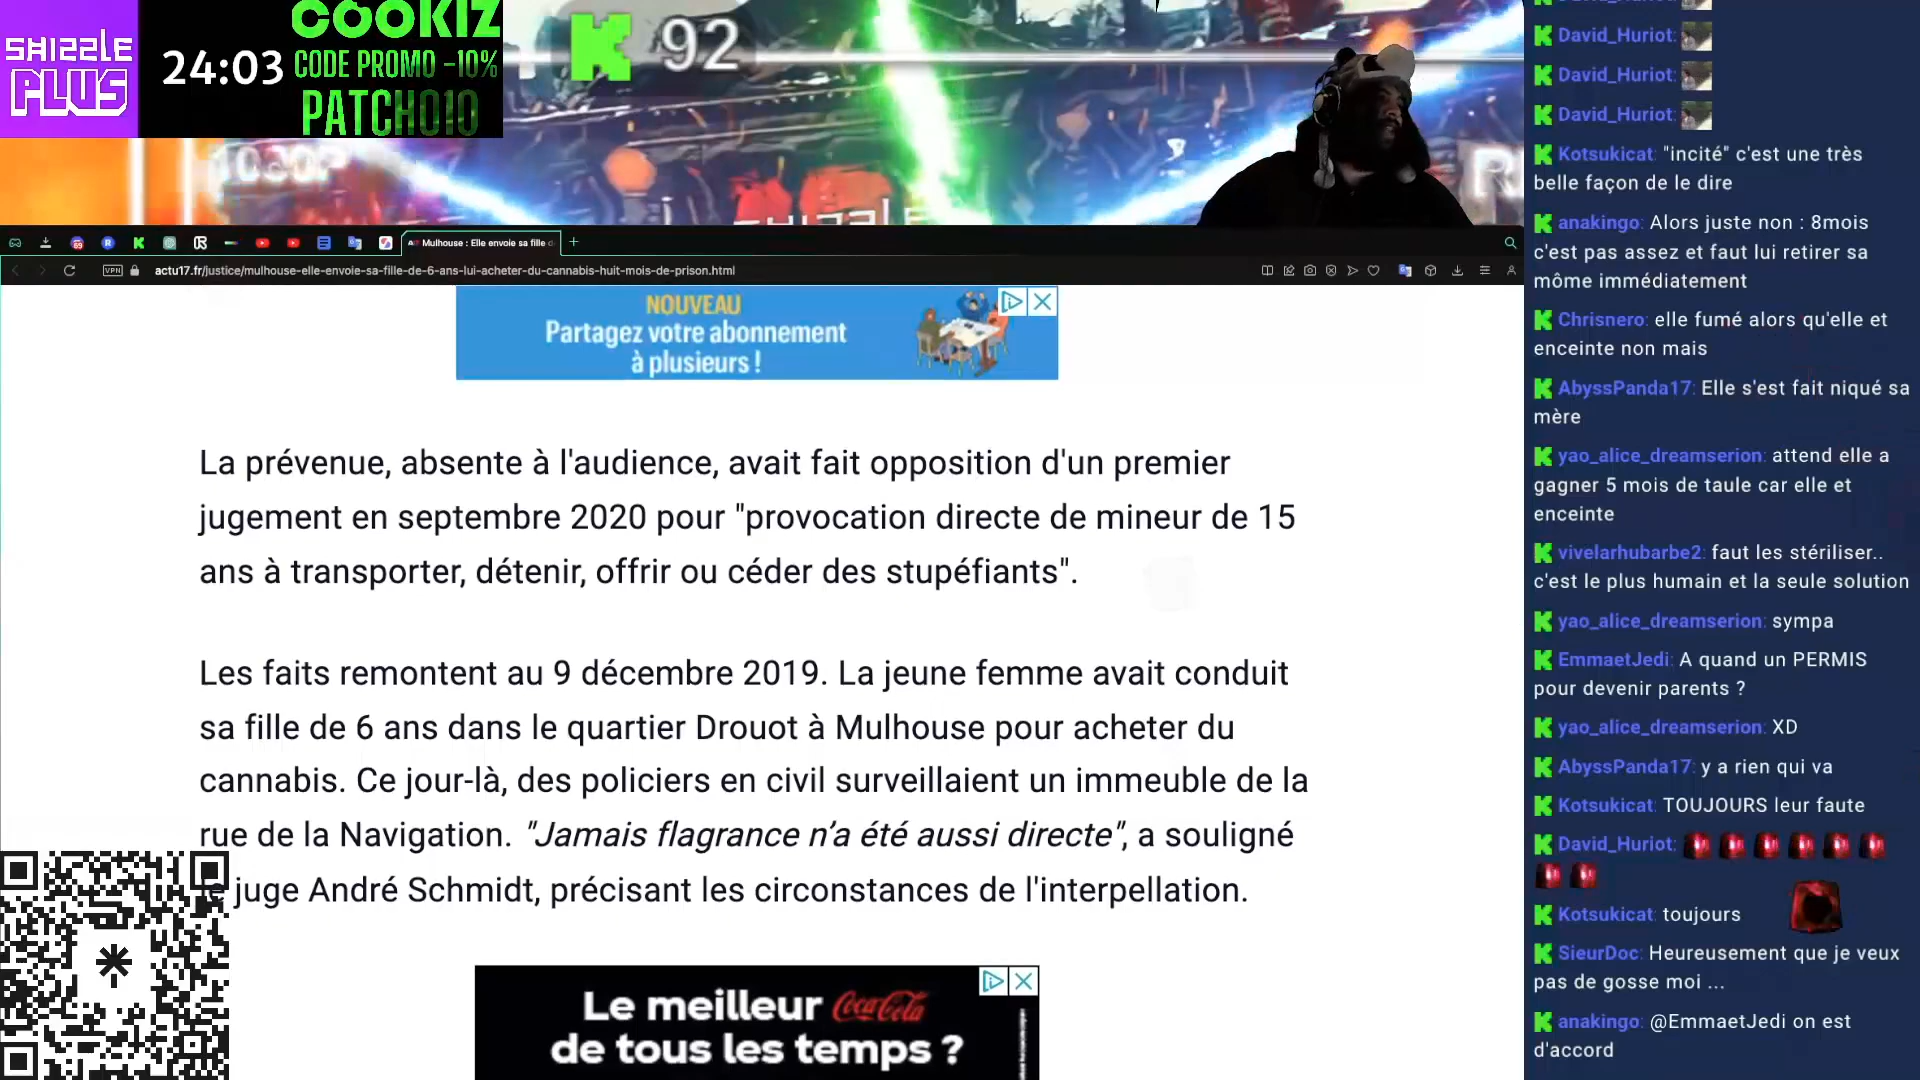 SHIZZLE
PLUS
24:03
COOKIZ
CODE PROMO -10%
PATCHO10
92
1080P
Mulhouse : Elle envoie sa fille d
actu17.fr/justice/mulhouse-elle-envoie-sa-fille-de-6-ans-lui-acheter-du-cannabis-huit-mois-de-prison.html
VPN
NOUVEAU
Partagez votre abonnement
à plusieurs !
La prévenue, absente à l'audience, avait fait opposition d'un premier
jugement en septembre 2020 pour "provocation directe de mineur de 15
ans à transporter, détenir, offrir ou céder des stupéfiants".
Les faits remontent au 9 décembre 2019. La jeune femme avait conduit
sa fille de 6 ans dans le quartier Drouot à Mulhouse pour acheter du
cannabis. Ce jour-là, des policiers en civil surveillaient un immeuble de la
rue de la Navigation. "Jamais flagrance n’a été aussi directe", a souligné
le juge André Schmidt, précisant les circonstances de l'interpellation.
Le meilleur Coca-Cola
de tous les temps ?
David_Huriot:
David_Huriot:
David_Huriot:
Kotsukicat: "incité" c'est une très
belle façon de le dire
anakingo: Alors juste non : 8mois
c'est pas assez et faut lui retirer sa
môme immédiatement
Chrisnero: elle fumé alors qu'elle et
enceinte non mais
AbyssPanda17: Elle s'est fait niqué sa
mère
yao_alice_dreamserion: attend elle a
gagner 5 mois de taule car elle et
enceinte
vivelarhubarbe2: faut les stériliser..
c'est le plus humain et la seule solution
yao_alice_dreamserion: sympa
EmmaetJedi: A quand un PERMIS
pour devenir parents ?
yao_alice_dreamserion: XD
AbyssPanda17: y a rien qui va
Kotsukicat: TOUJOURS leur faute
David_Huriot:
Kotsukicat: toujours
SieurDoc: Heureusement que je veux
pas de gosse moi ...
anakingo: @EmmaetJedi on est
d'accord